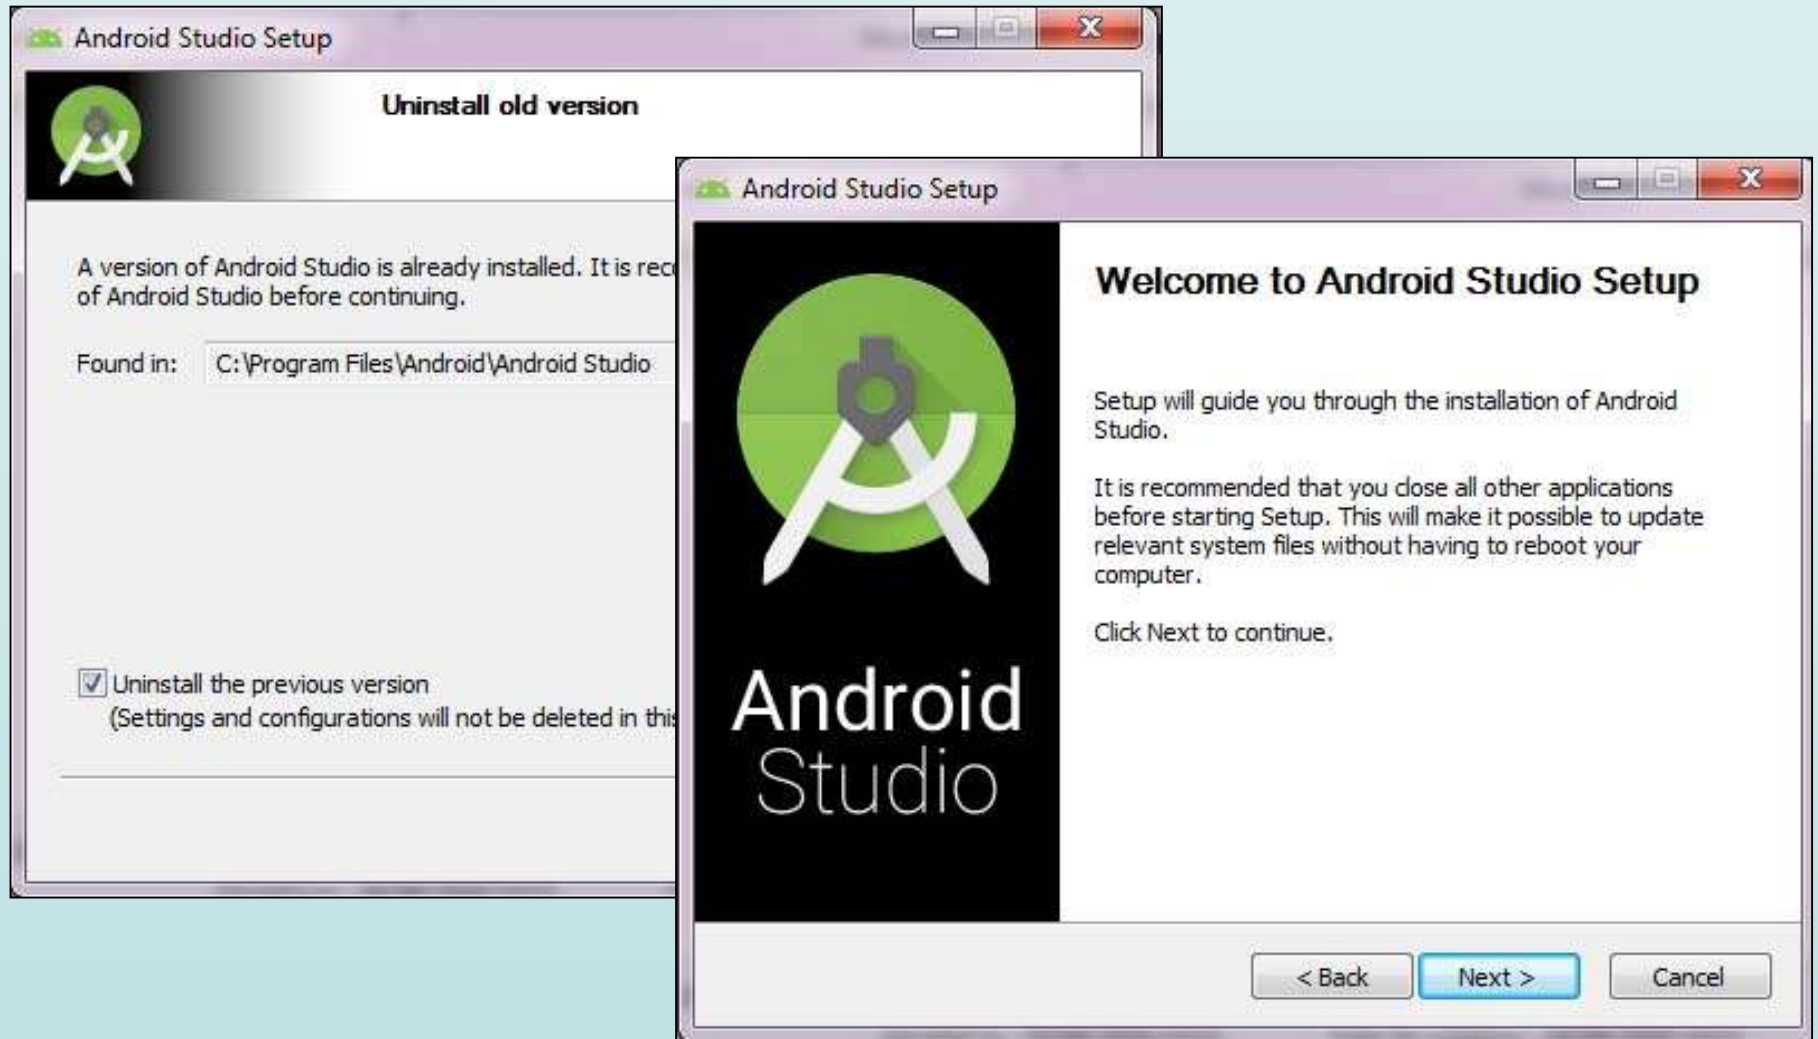 Android Studio Setup
Uninstall old version
A version of Android Studio is already installed. It is
of Android Studio before continuing.
Found in: C:\Program Files\Android\Android Studio
Uninstall the previous version
(Settings and configurations will not be deleted in this
Android Studio Setup
Android
Studio
Welcome to Android Studio Setup
Setup will guide you through the installation of Android
Studio.
It is recommended that you close all other applications
before starting Setup. This will make it possible to update
relevant system files without having to reboot your
computer.
Click Next to continue.
< Back Next > Cancel